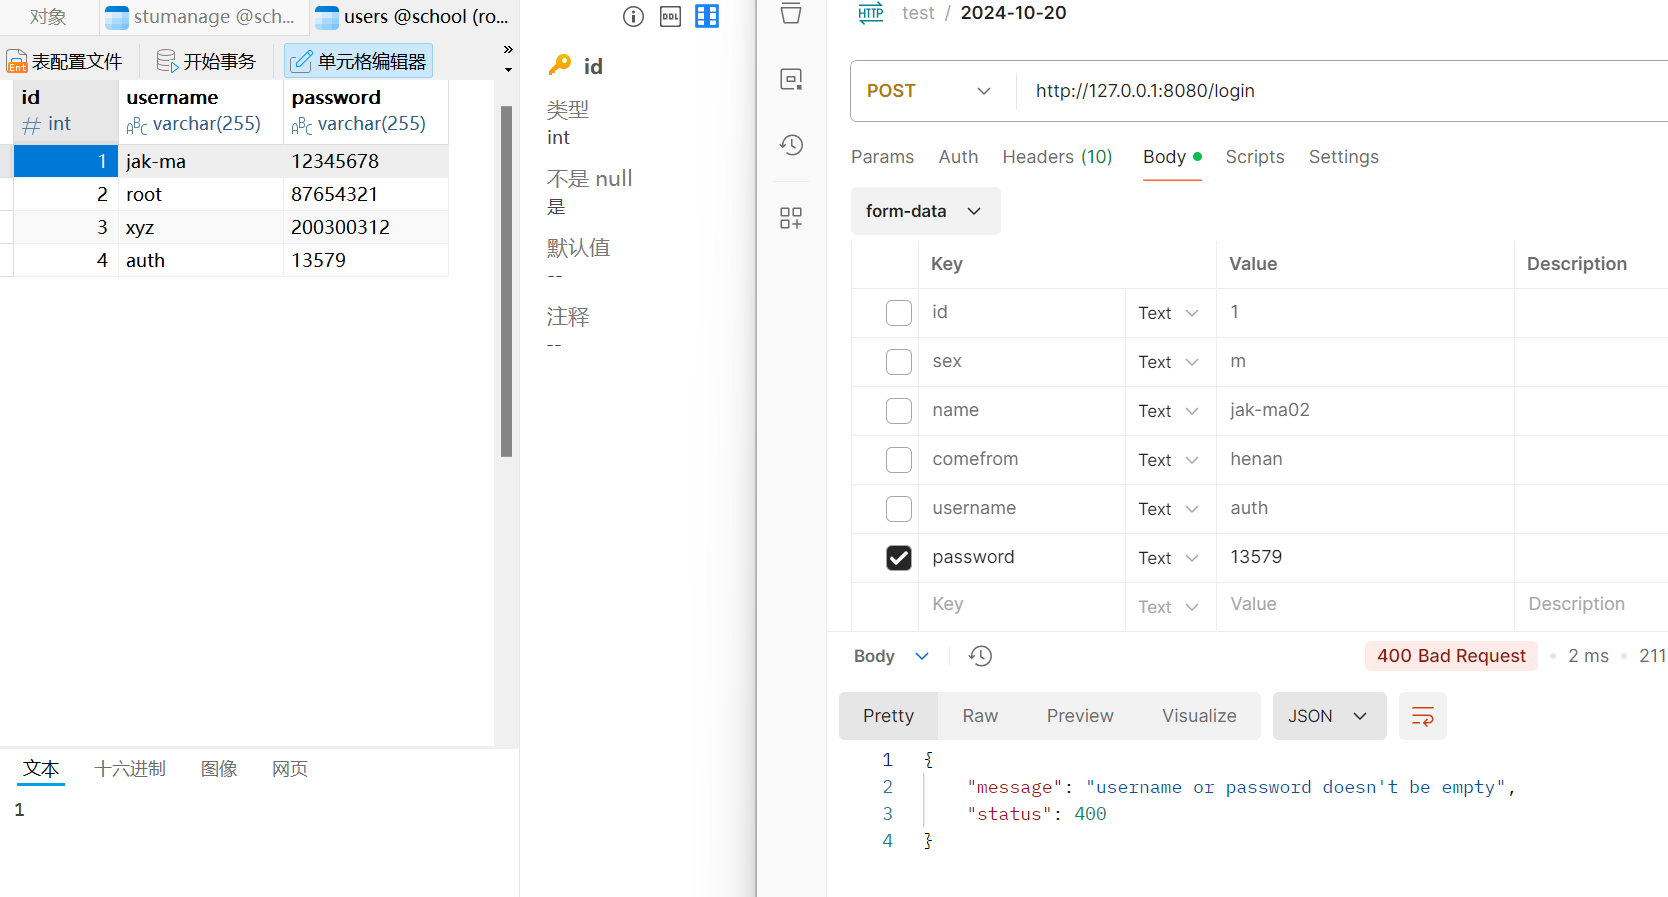 对象
stumanage @sch...
users @school (ro...
表配置文件
开始事务
单元格编辑器
id
# int
username
ABC varchar(255)
password
ABC varchar(255)
1 jak-ma 12345678
2 root 87654321
3 xyz 200300312
4 auth 13579
文本 十六进制 图像 网页
1
DDL
id
类型
int
不是 null
是
默认值
--
注释
--
HTTP test / 2024-10-20
POST http://127.0.0.1:8080/login
Params Auth Headers (10) Body Scripts Settings
form-data
Key Value Description
id Text 1
sex Text m
name Text jak-ma02
comefrom Text henan
username Text auth
password Text 13579
Key Text Value Description
Body 400 Bad Request 2 ms 211
Pretty Raw Preview Visualize JSON
1 {
2 "message": "username or password doesn't be empty",
3 "status": 400
4 }